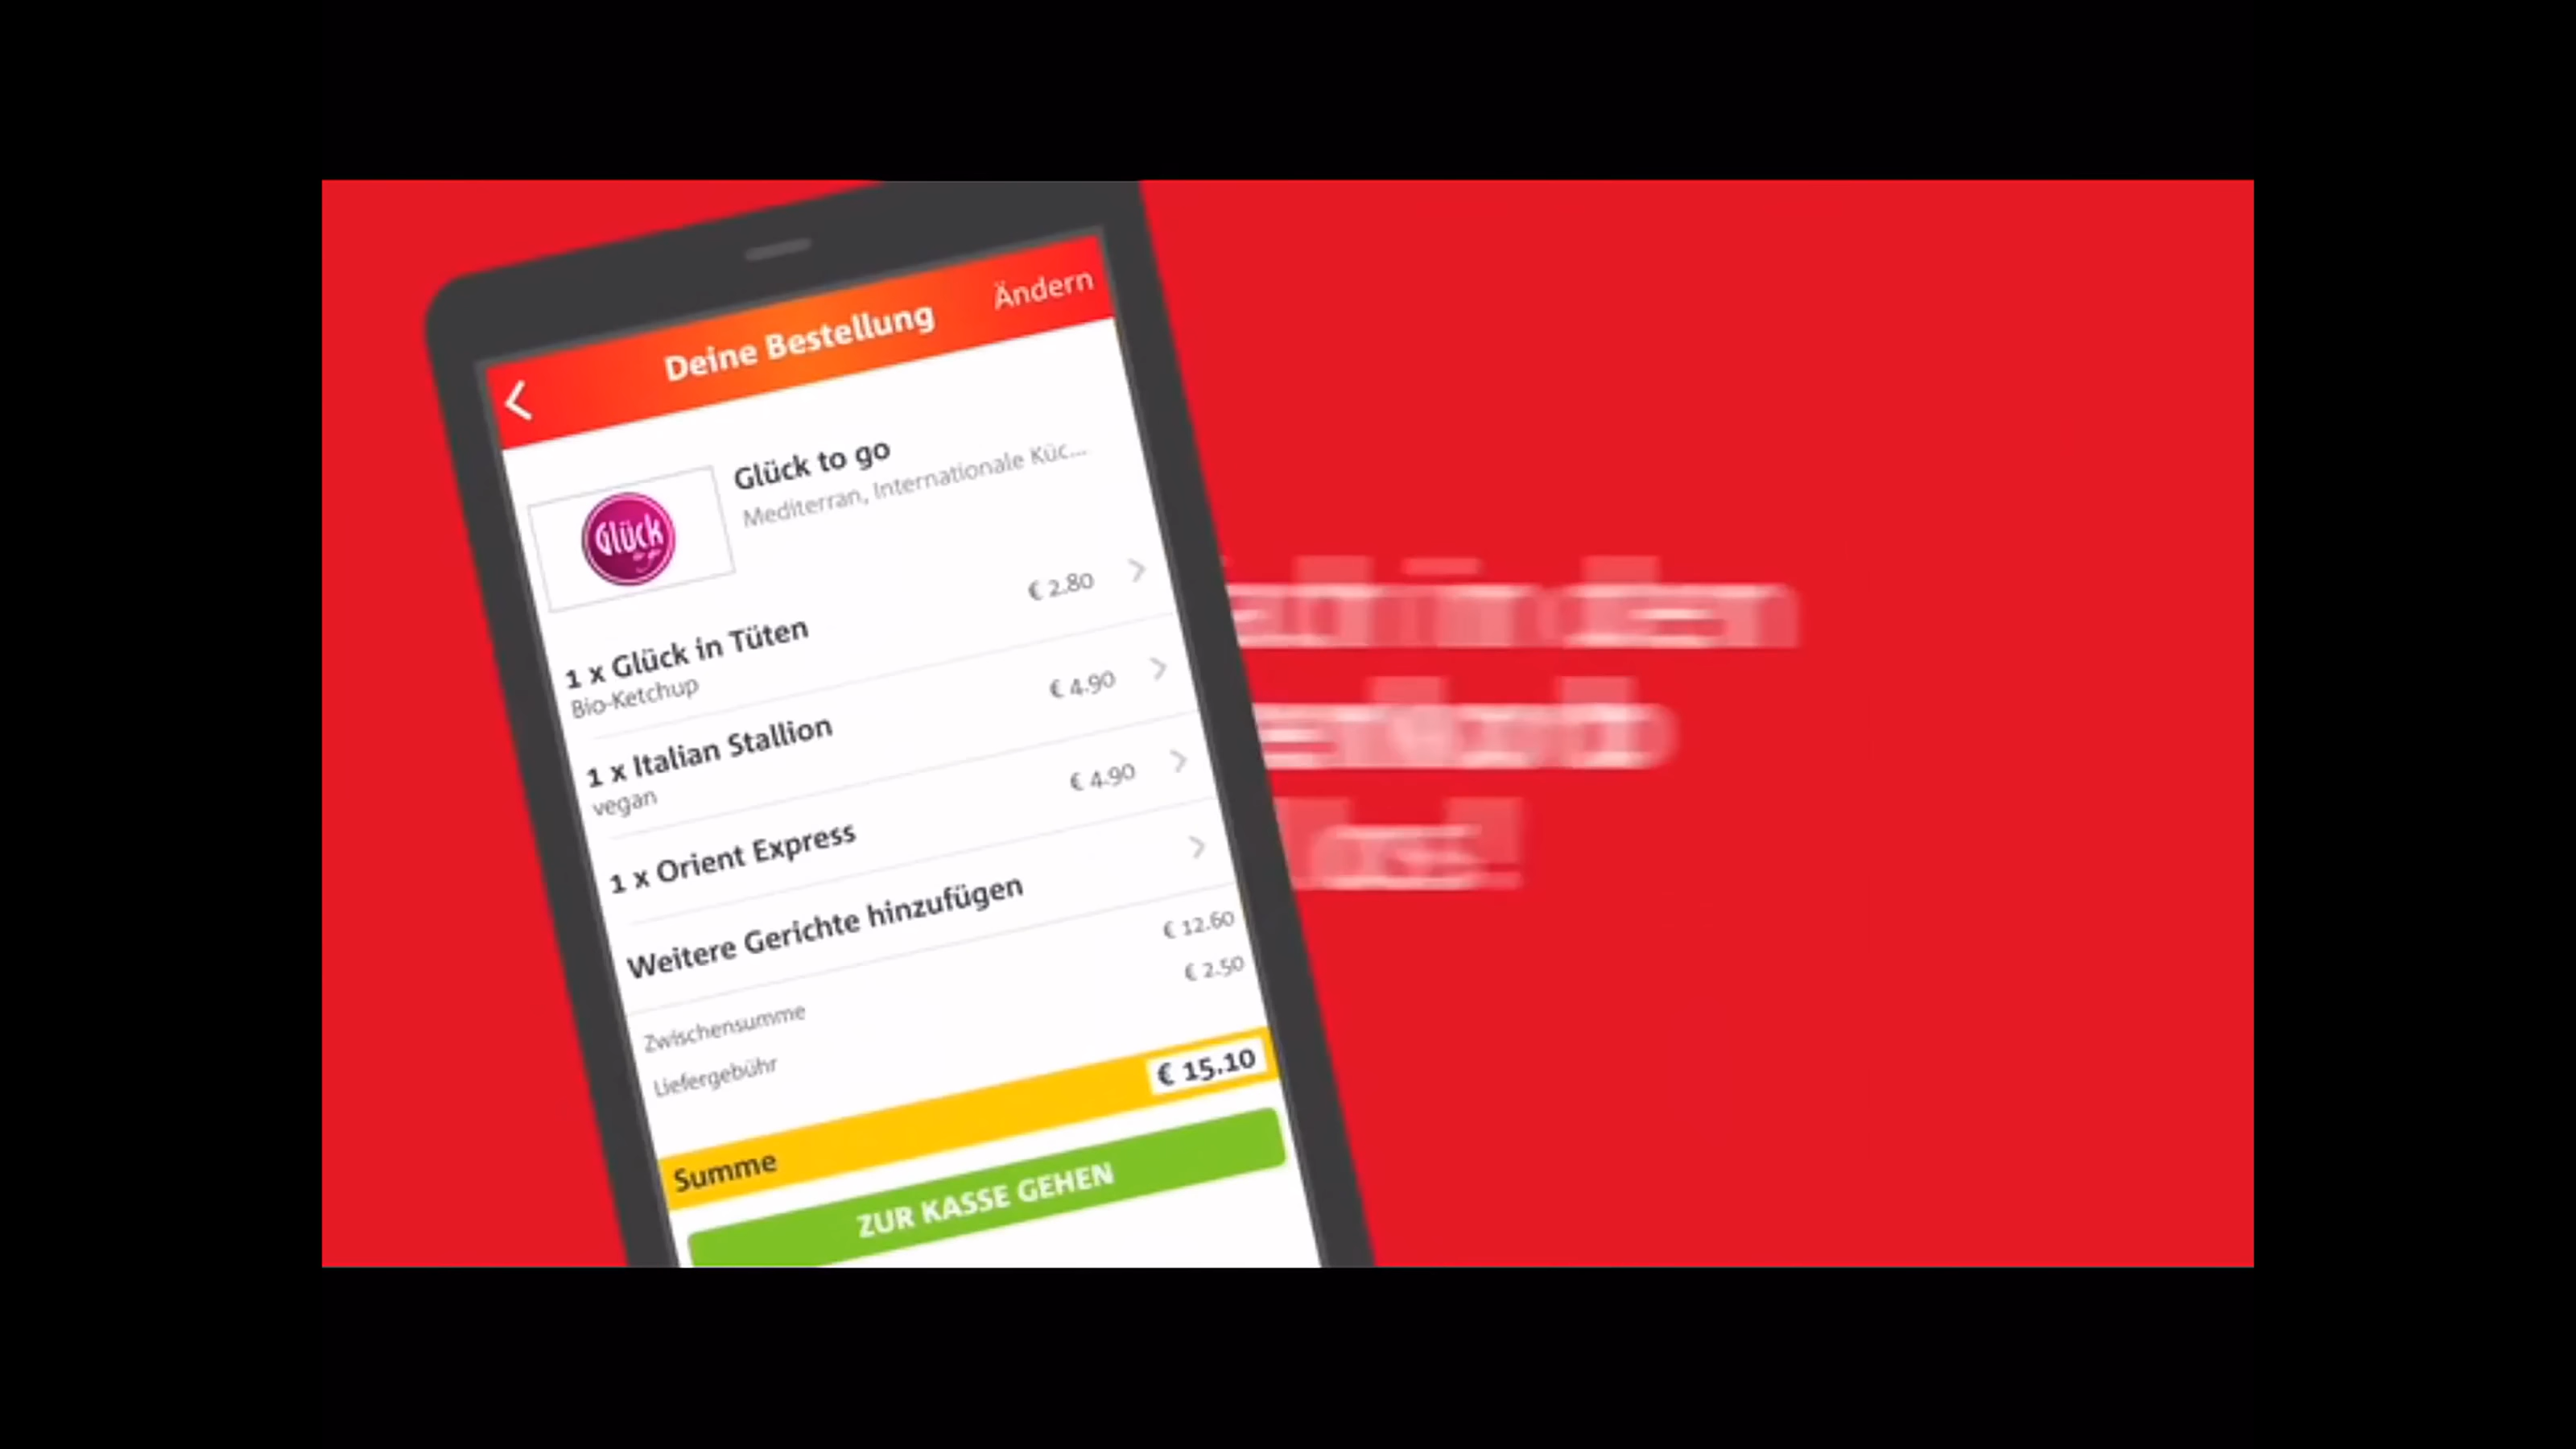 Deine Bestellung
Ändern
Glück to go
Mediterran, Internationale Küc...
Glück
to go
€ 2.80
1 x Glück in Tüten
Bio-Ketchup
€ 4.90
1 x Italian Stallion
vegan
€ 4.90
1 x Orient Express
Weitere Gerichte hinzufügen
Zwischensumme € 12.60
Liefergebühr € 2.50
Summe € 15.10
ZUR KASSE GEHEN